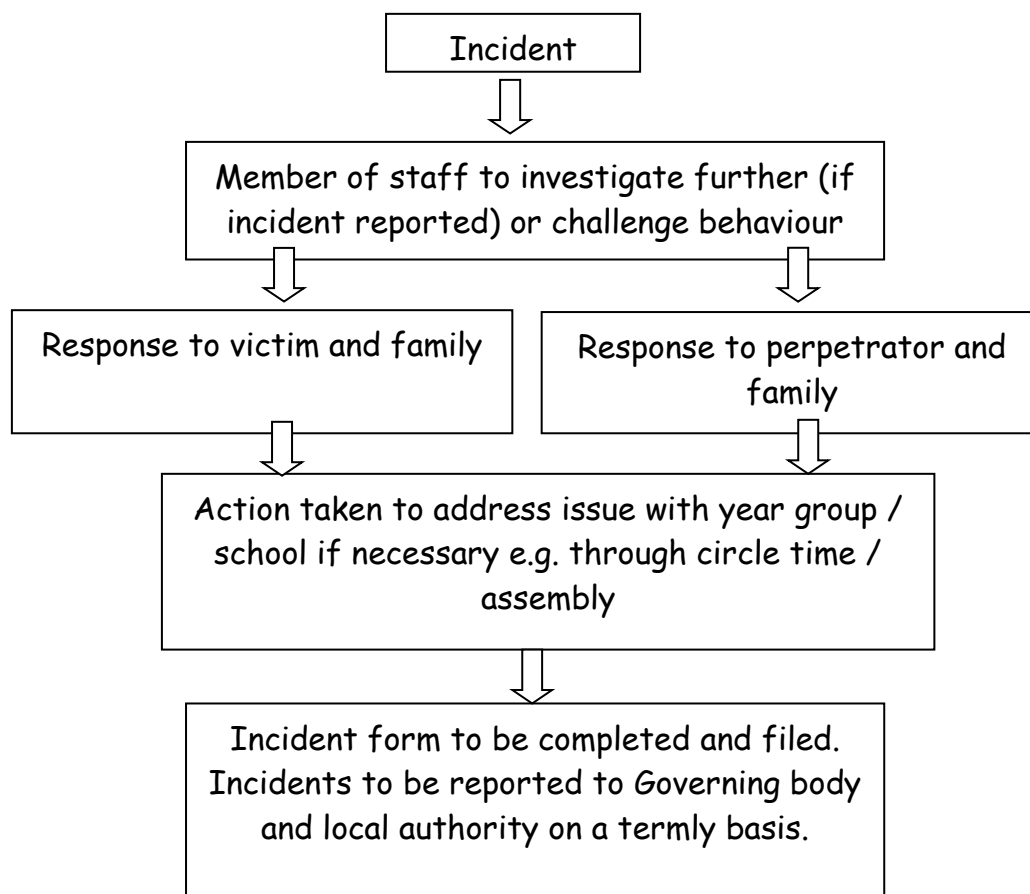 Incident
Member of staff to investigate further (if
incident reported) or challenge behaviour
Response to victim and family
Response to perpetrator and
family
Action taken to address issue with year group /
school if necessary e.g. through circle time /
assembly
Incident form to be completed and filed.
Incidents to be reported to Governing body
and local authority on a termly basis.